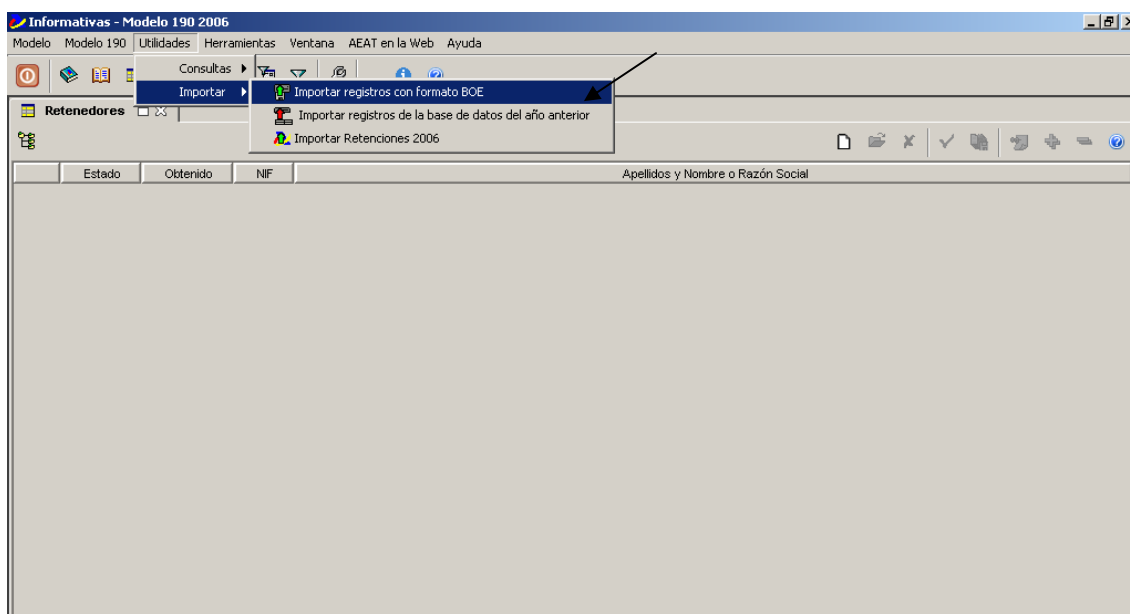 Informativas - Modelo 190 2006
Modelo Modelo 190 Utilidades Herramientas Ventana AEAT en la Web Ayuda
Consultas
Importar
Importar registros con formato BOE
Importar registros de la base de datos del año anterior
Importar Retenciones 2006
Retenedores
Estado Obtenido NIF Apellidos y Nombre o Razón Social